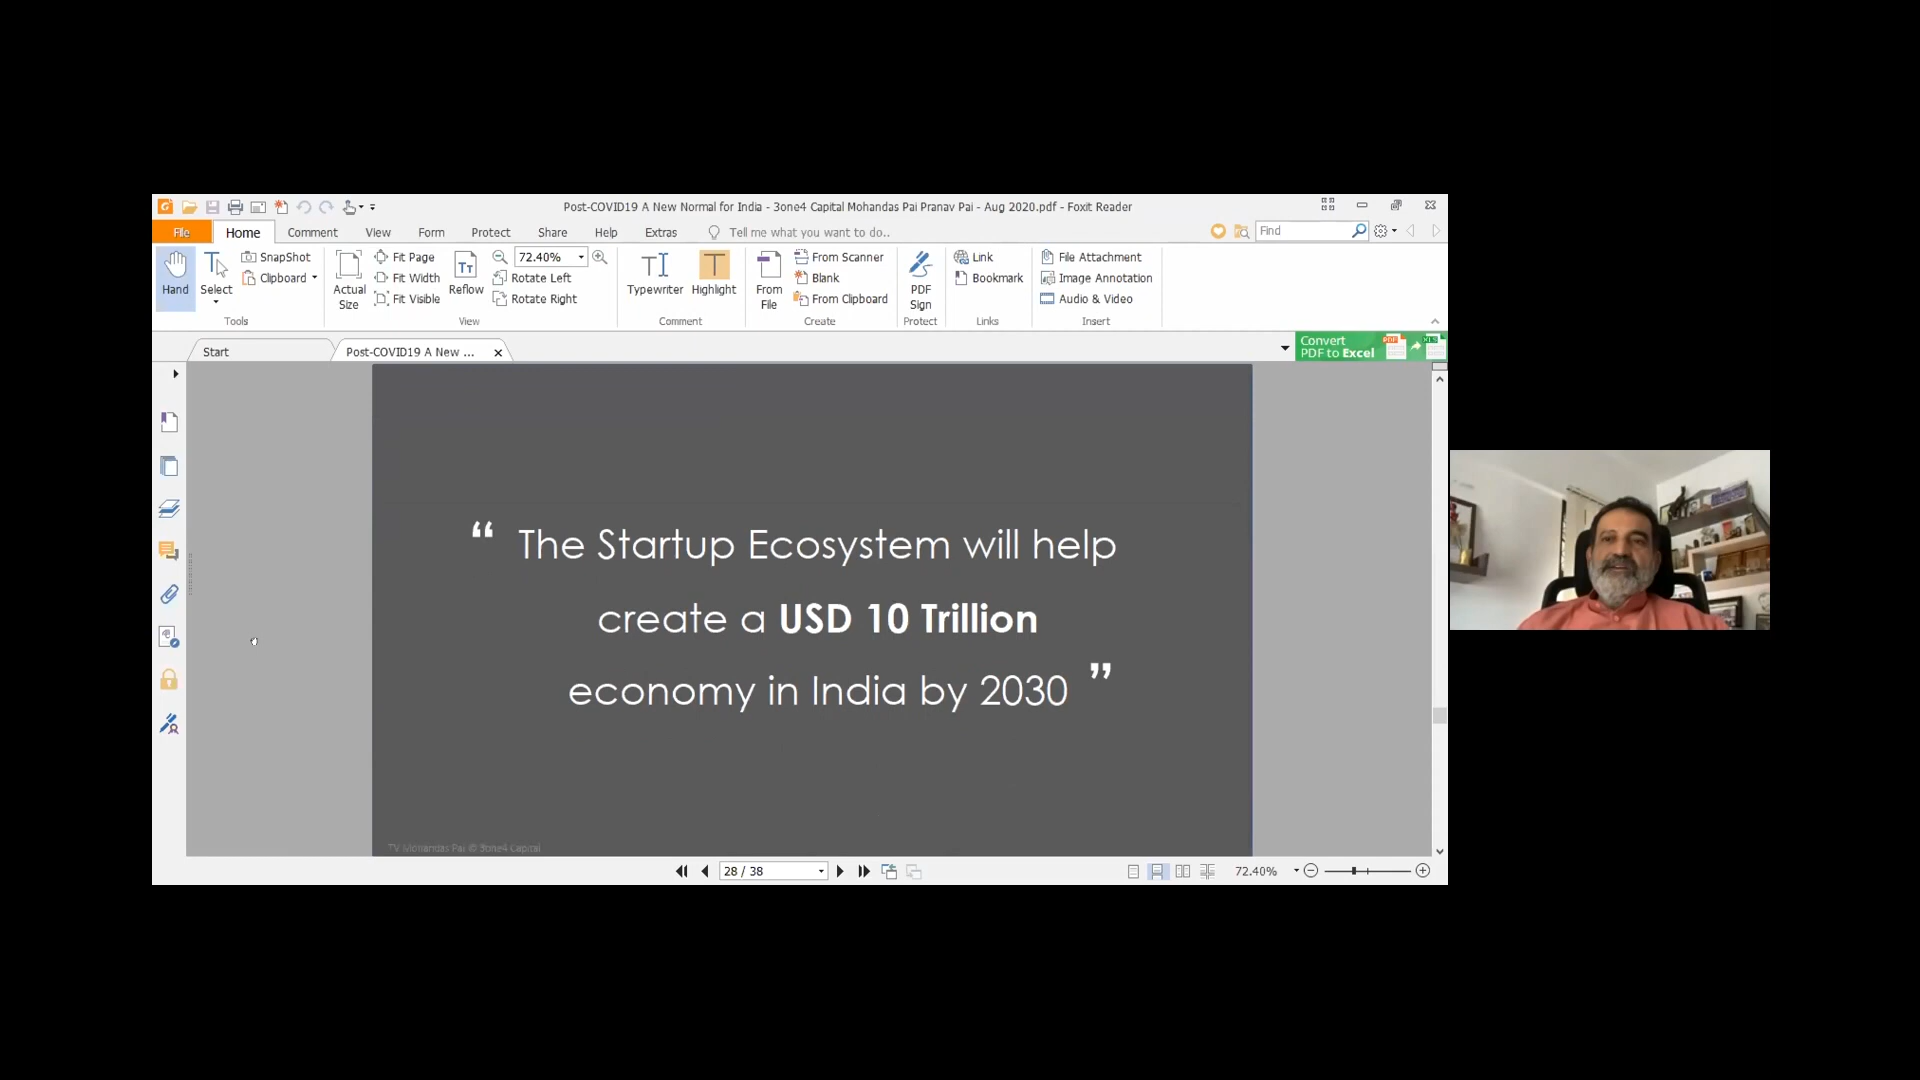 Post-COVID19 A New Normal for India - 3one4 Capital Mohandas Pai Pranav Pai - Aug 2020.pdf - Foxit Reader
File Home Comment View Form Protect Share Help Extras Tell me what you want to do.. Find
Hand
Select
SnapShot
Clipboard
Tools
Actual Size
Fit Page
Fit Width
Fit Visible
Reflow
72.40%
Rotate Left
Rotate Right
View
Typewriter
Highlight
Comment
From File
From Scanner
Blank
From Clipboard
Create
PDF Sign
Protect
Link
Bookmark
Links
File Attachment
Image Annotation
Audio & Video
Insert
Start
Post-COVID19 A New ...
Convert
PDF to Excel
“ The Startup Ecosystem will help
create a USD 10 Trillion
economy in India by 2030 ”
TV Mohandas Pai © 3one4 Capital
28 / 38
72.40%